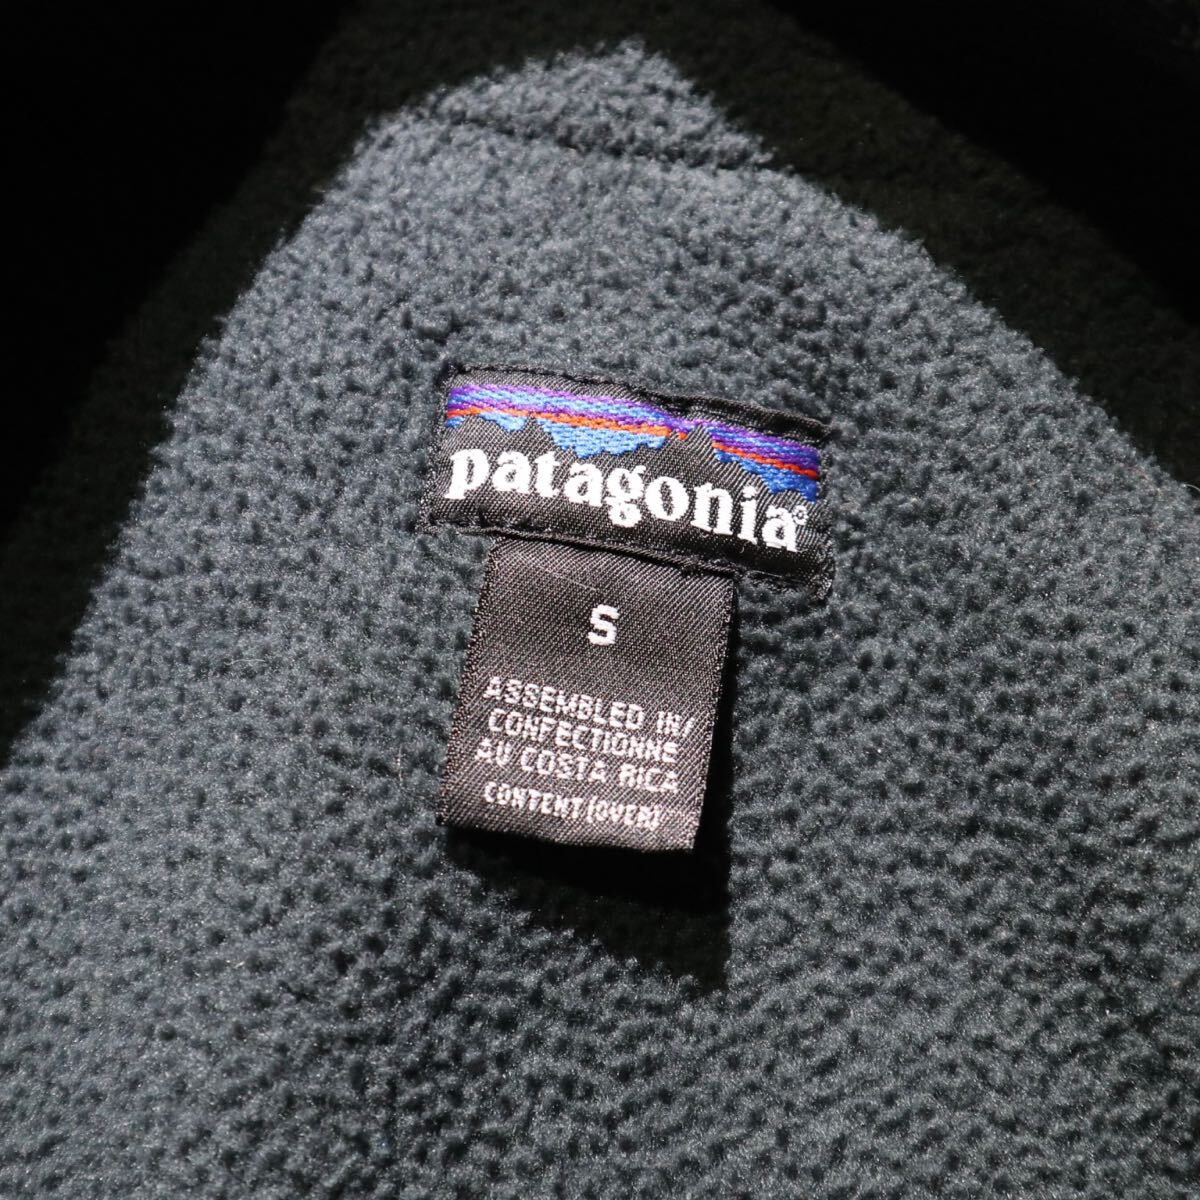 patagonia®
S
ASSEMBLED IN/
CONFECTIONNE
AU COSTA RICA
CONTENT (OVER)